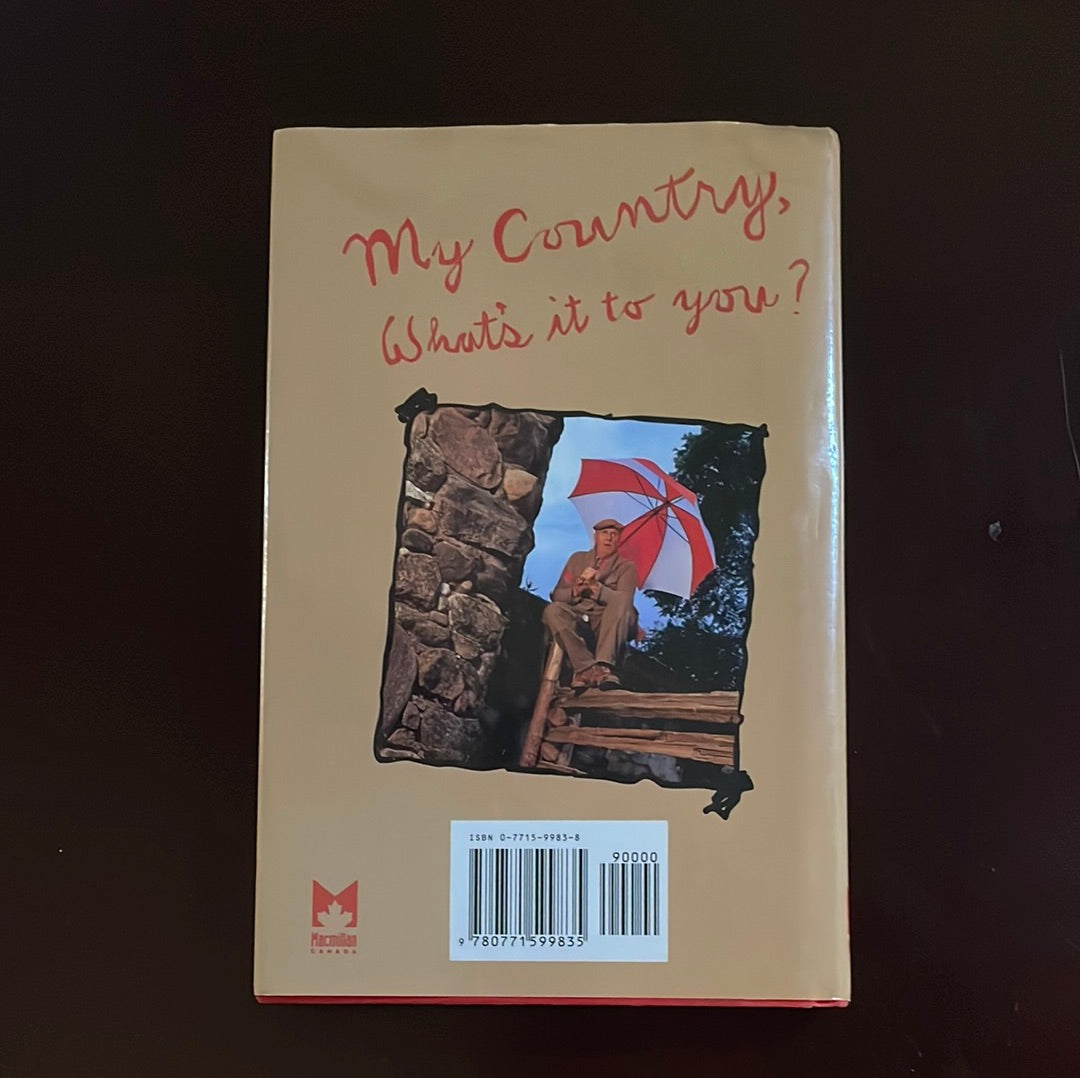 My Country,
What's it to you?
ISBN 0-7715-9983-8
90000
9 780771 599835
Macmillan
CANADA